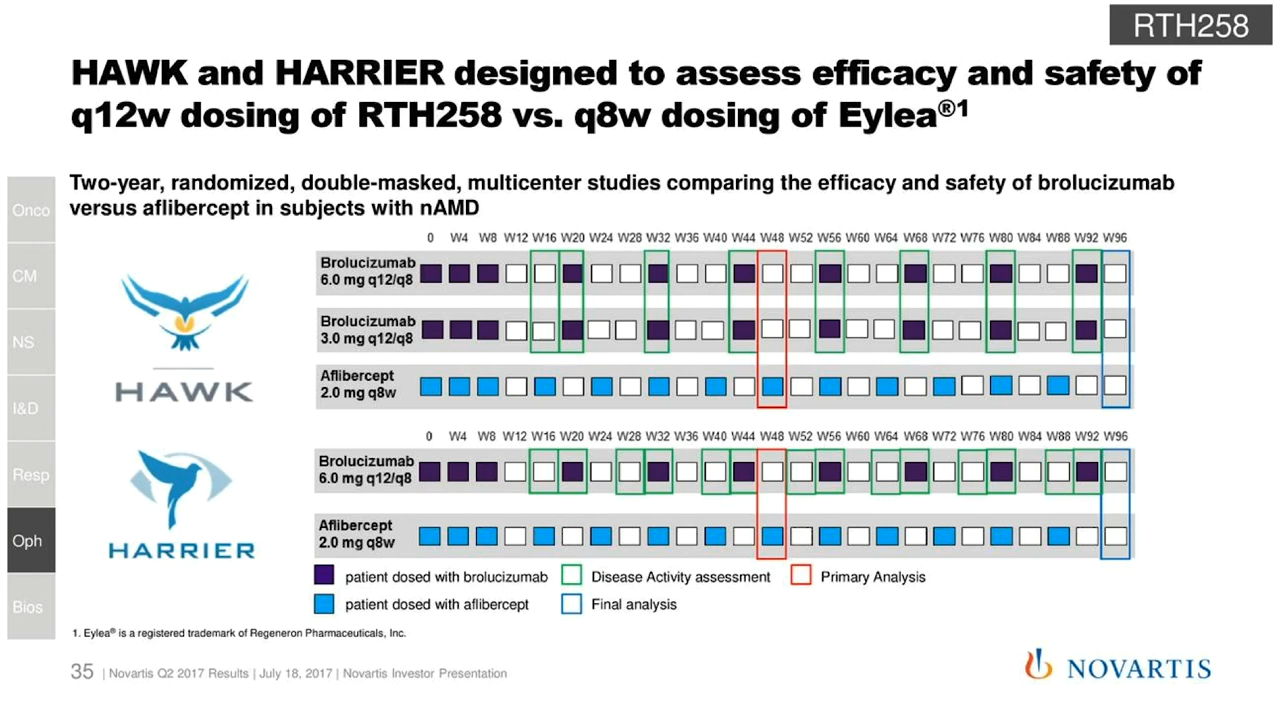 RTH258
HAWK and HARRIER designed to assess efficacy and safety of
q12w dosing of RTH258 vs. q8w dosing of Eylea®1
Two-year, randomized, double-masked, multicenter studies comparing the efficacy and safety of brolucizumab
versus aflibercept in subjects with nAMD
Onco
CM
NS
I&D
Resp
Oph
Bios
0 W4 W8 W12 W16 W20 W24 W28 W32 W36 W40 W44 W48 W52 W56 W60 W64 W68 W72 W76 W80 W84 W88 W92 W96
Brolucizumab
6.0 mg q12/q8
Brolucizumab
3.0 mg q12/q8
Aflibercept
2.0 mg q8w
HAWK
0 W4 W8 W12 W16 W20 W24 W28 W32 W36 W40 W44 W48 W52 W56 W60 W64 W68 W72 W76 W80 W84 W88 W92 W96
Brolucizumab
6.0 mg q12/q8
Aflibercept
2.0 mg q8w
HARRIER
patient dosed with brolucizumab Disease Activity assessment Primary Analysis
patient dosed with aflibercept Final analysis
1. Eylea® is a registered trademark of Regeneron Pharmaceuticals, Inc.
35 | Novartis Q2 2017 Results | July 18, 2017 | Novartis Investor Presentation
NOVARTIS